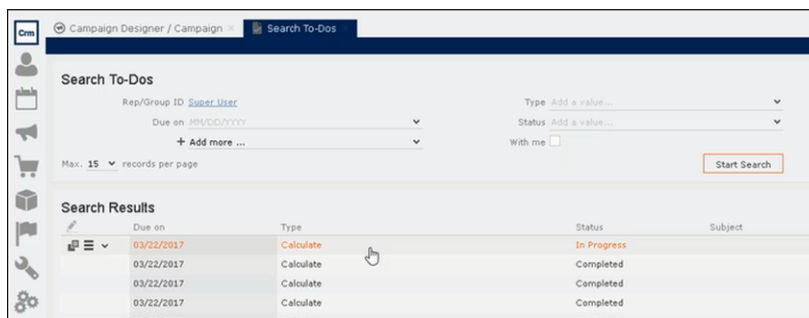 Crm
Campaign Designer / Campaign × Search To-Dos ×
Search To-Dos
Rep/Group ID Super User Type Add a value...
Due on MM/DD/YYYY Status Add a value...
+ Add more ... With me
Max. 15 records per page Start Search
Search Results
Due on Type Status Subject
03/22/2017 Calculate In Progress
03/22/2017 Calculate Completed
03/22/2017 Calculate Completed
03/22/2017 Calculate Completed